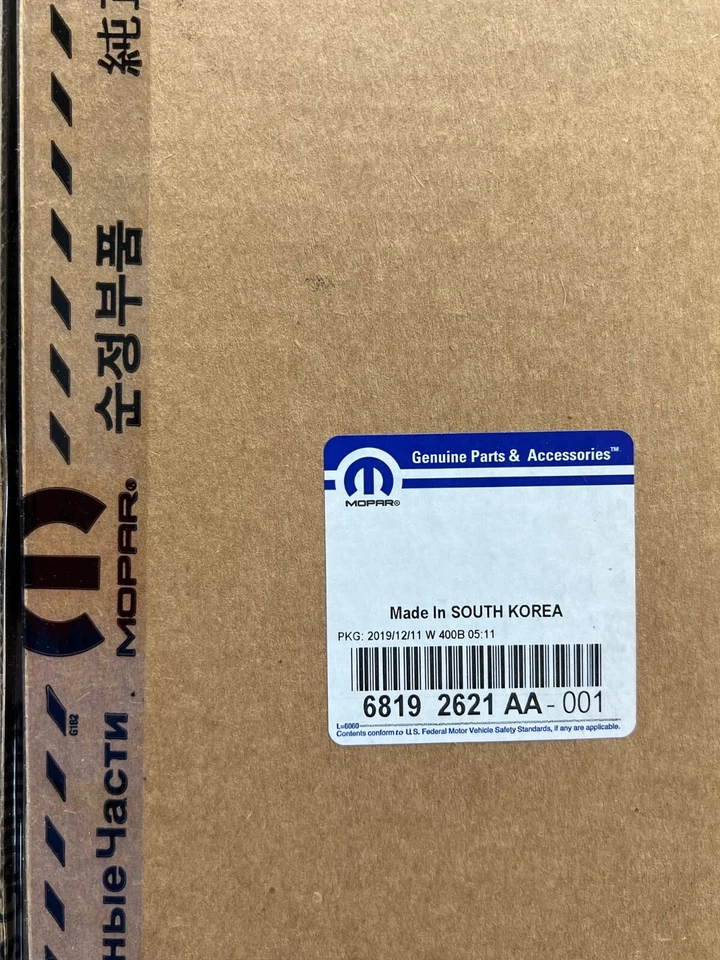 Genuine Parts & Accessories™
MOPAR®
Made In SOUTH KOREA
PKG: 2019/12/11 W 400B 05:11
6819 2621 AA - 001
L=6060
Contents conform to U.S. Federal Motor Vehicle Safety Standards, if any are applicable.
純
순정부품
MOPAR®
G182
ные Части